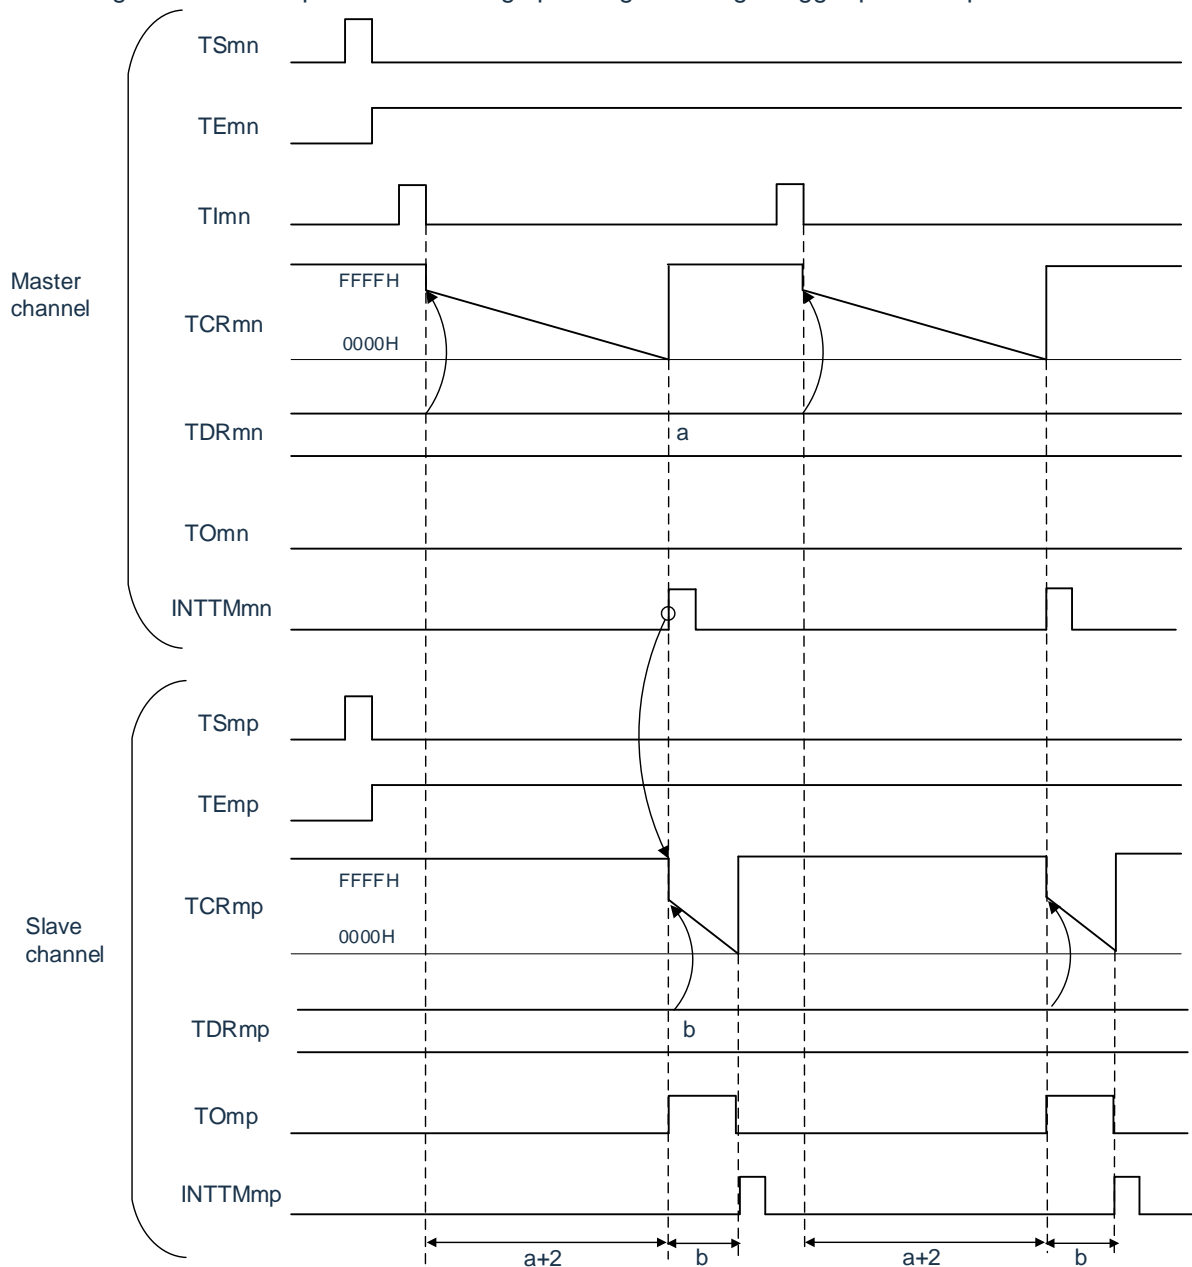 TSmn
TEmn
TImn
Master
channel
FFFFH
TCRmn
0000H
TDRmn
a
TOmn
INTTMmn
TSmp
TEmp
FFFFH
TCRmp
Slave
channel
0000H
TDRmp
b
TOmp
INTTMmp
a+2 b a+2 b